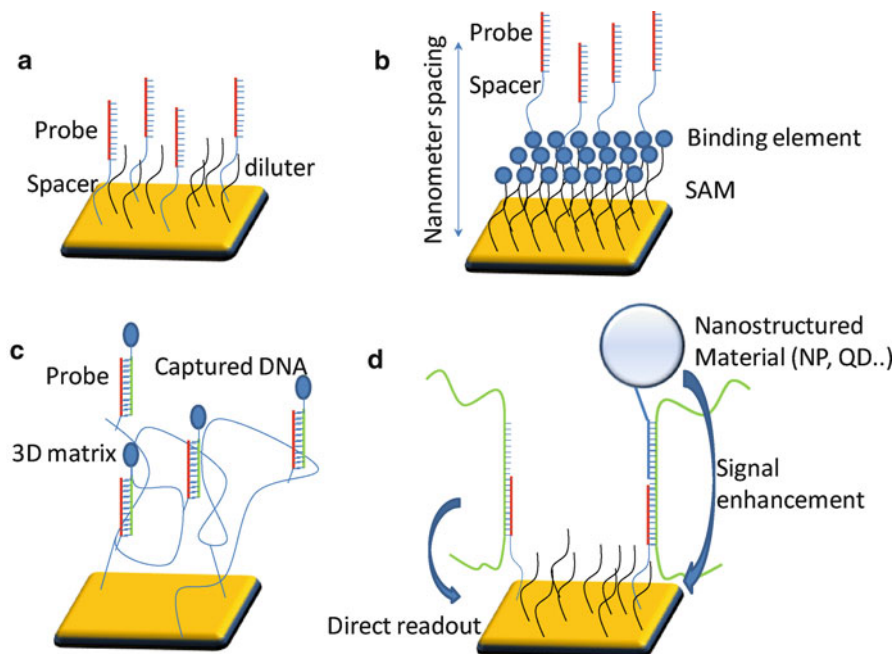 a
Probe
Spacer
diluter
b
Nanometer spacing
Probe
Spacer
Binding element
SAM
c
Probe
Captured DNA
3D matrix
d
Nanostructured
Material (NP, QD..)
Signal
enhancement
Direct readout